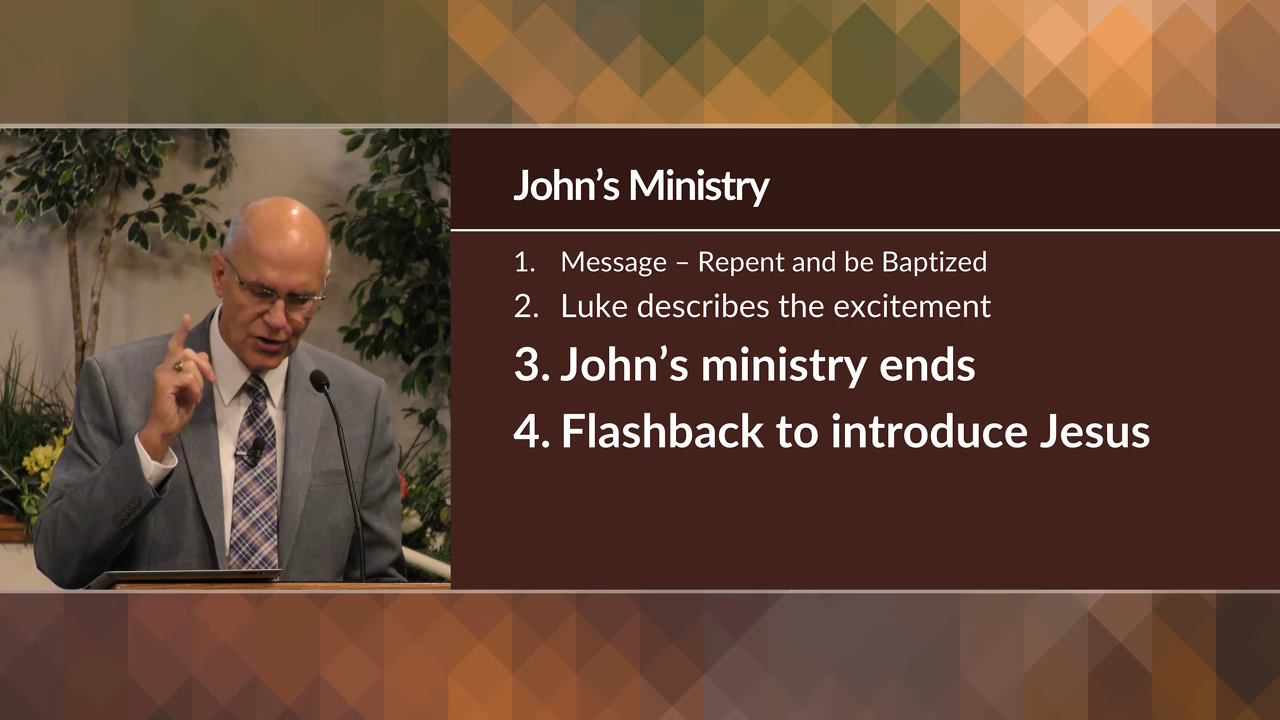 John’s Ministry
1. Message – Repent and be Baptized
2. Luke describes the excitement
3. John’s ministry ends
4. Flashback to introduce Jesus